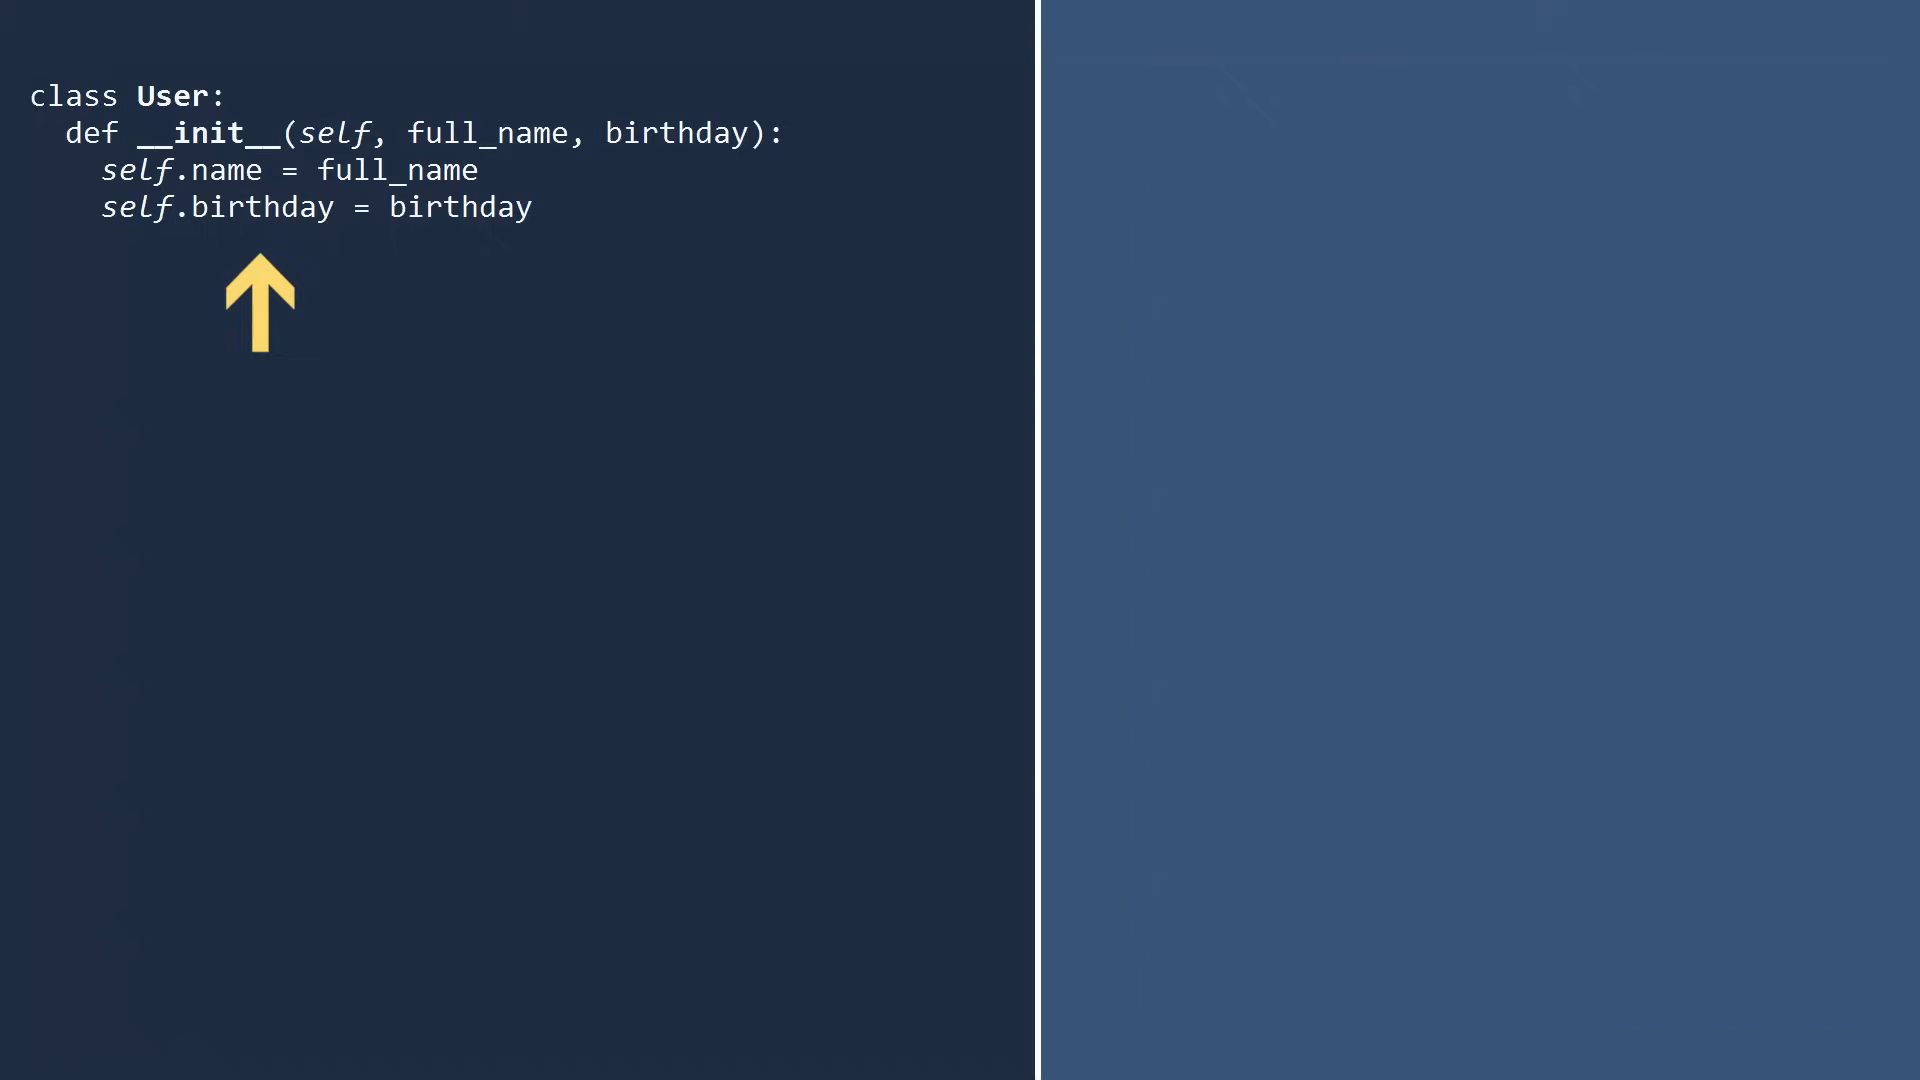 class User:
  def __init__(self, full_name, birthday):
    self.name = full_name
    self.birthday = birthday